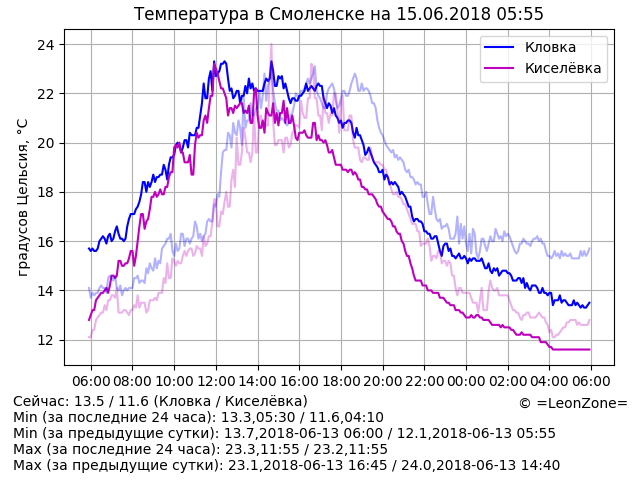 Температура в Смоленске на 15.06.2018 05:55
Кловка
Киселёвка
градусов Цельсия, °C
24
22
20
18
16
14
12
06:00 08:00 10:00 12:00 14:00 16:00 18:00 20:00 22:00 00:00 02:00 04:00 06:00
Сейчас: 13.5 / 11.6 (Кловка / Киселёвка)
© =LeonZone=
Min (за последние 24 часа): 13.3,05:30 / 11.6,04:10
Min (за предыдущие сутки): 13.7,2018-06-13 06:00 / 12.1,2018-06-13 05:55
Max (за последние 24 часа): 23.3,11:55 / 23.2,11:55
Max (за предыдущие сутки): 23.1,2018-06-13 16:45 / 24.0,2018-06-13 14:40